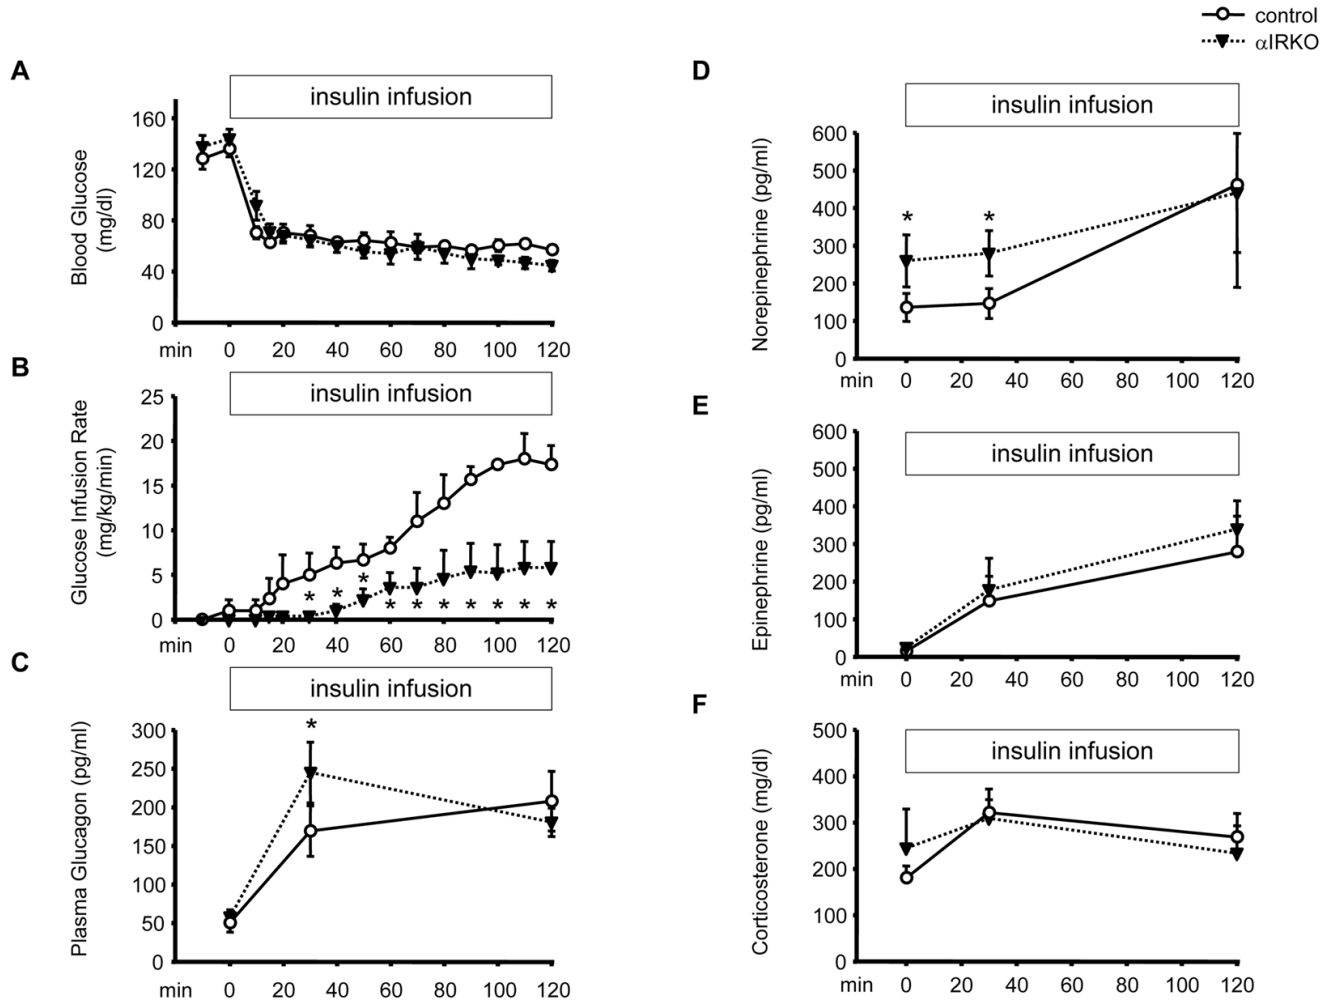 control
αIRKO
A
insulin infusion
Blood Glucose
(mg/dl)
160
120
80
40
0
min 0 20 40 60 80 100 120
B
insulin infusion
Glucose Infusion Rate
(mg/kg/min)
25
20
15
10
5
0
* * * * * * * * * *
min 0 20 40 60 80 100 120
C
insulin infusion
Plasma Glucagon (pg/ml)
300
250
200
150
100
50
0
*
min 0 20 40 60 80 100 120
D
insulin infusion
Norepinephrine (pg/ml)
600
500
400
300
200
100
0
* *
min 0 20 40 60 80 100 120
E
insulin infusion
Epinephrine (pg/ml)
600
500
400
300
200
100
0
min 0 20 40 60 80 100 120
F
insulin infusion
Corticosterone (mg/dl)
500
400
300
200
100
0
min 0 20 40 60 80 100 120